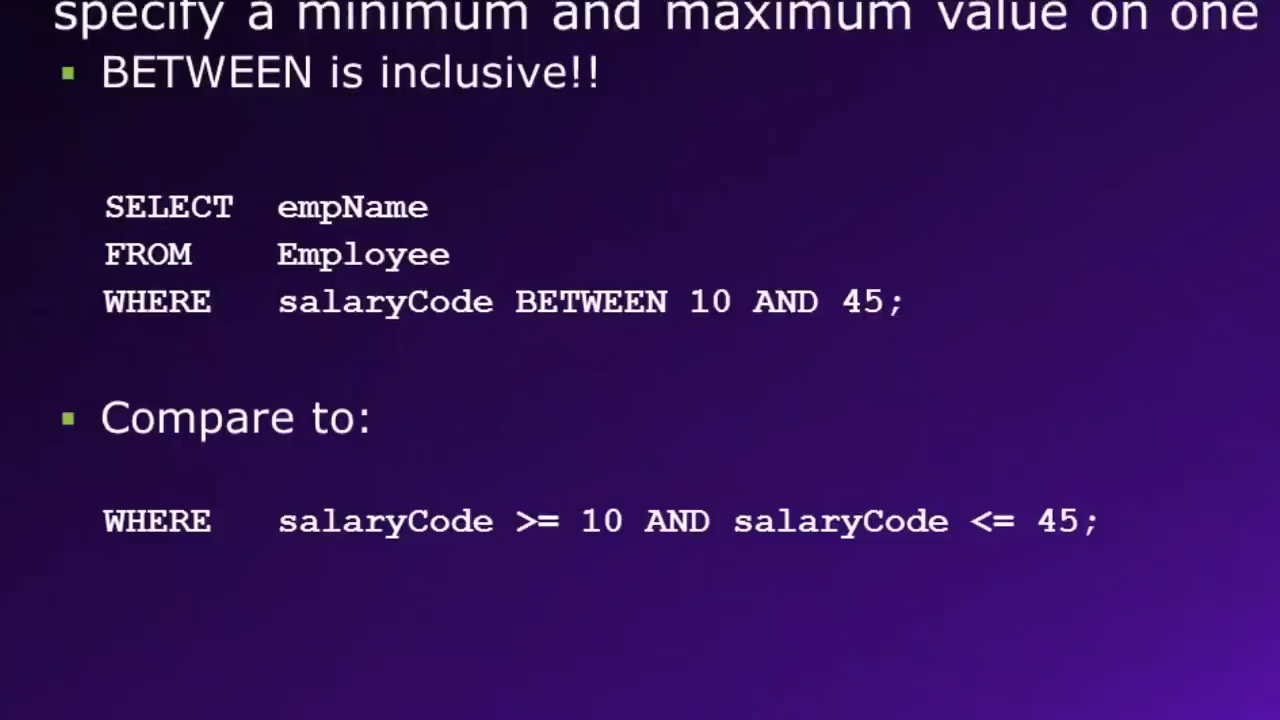 specify a minimum and maximum value on one
▪ BETWEEN is inclusive!!
SELECT empName
FROM Employee
WHERE salaryCode BETWEEN 10 AND 45;
▪ Compare to:
WHERE salaryCode >= 10 AND salaryCode <= 45;